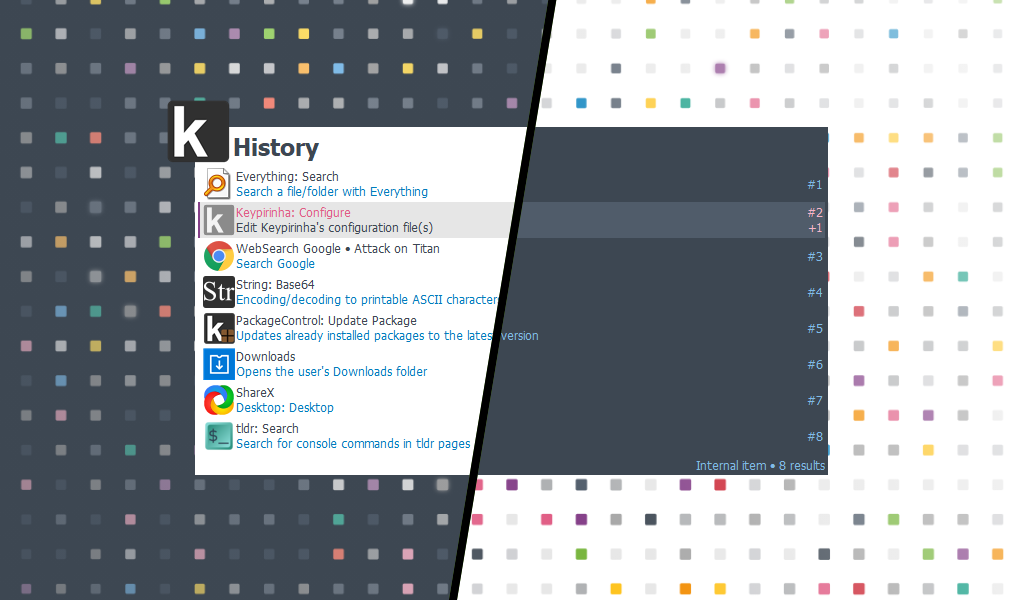 k History
Everything: Search
Search a file/folder with Everything
#1
k Keypirinha: Configure
#2
Edit Keypirinha's configuration file(s)
+1
WebSearch Google • Attack on Titan
Search Google
#3
Str String: Base64
Encoding/decoding to printable ASCII character
#4
k PackageControl: Update Package
Updates already installed packages to the latest version
#5
Downloads
Opens the user's Downloads folder
#6
ShareX
Desktop: Desktop
#7
$_ tldr: Search
Search for console commands in tldr pages
#8
Internal item • 8 results